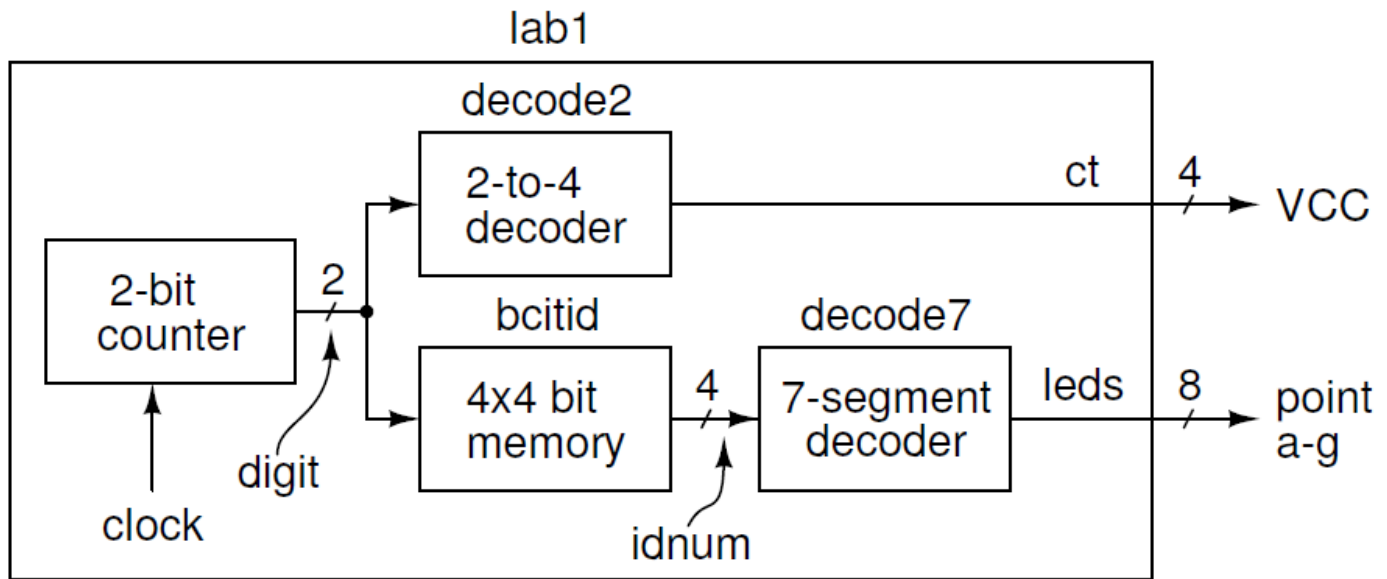 lab1
decode2
2-to-4
decoder
ct
4
VCC
2-bit
counter
2
digit
clock
bcitid
4x4 bit
memory
4
idnum
decode7
7-segment
decoder
leds
8
point
a-g